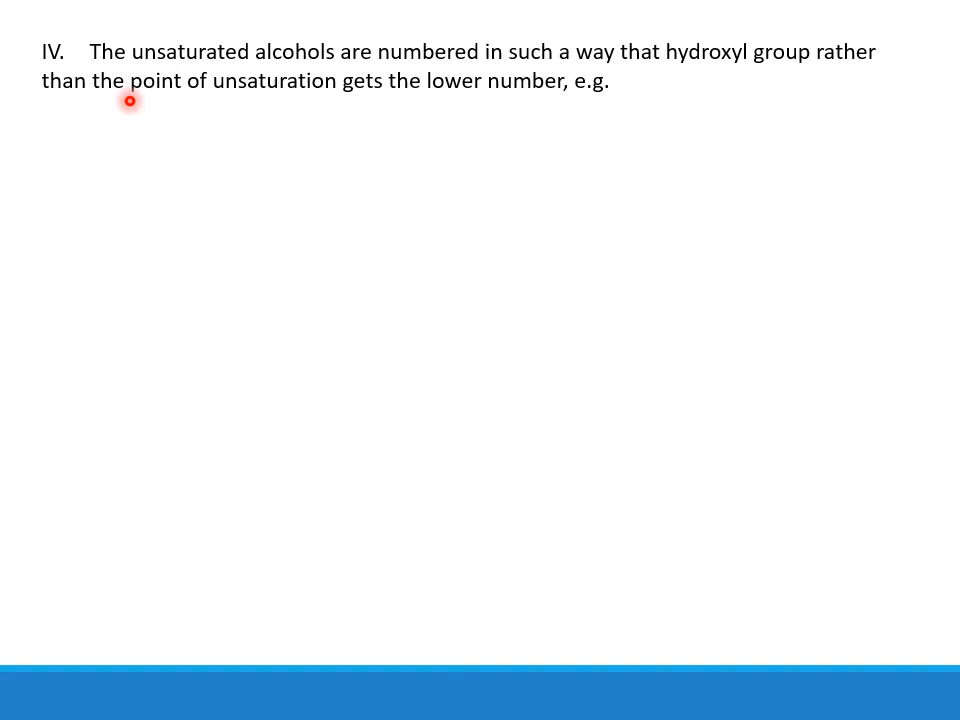 IV. The unsaturated alcohols are numbered in such a way that hydroxyl group rather
than the point of unsaturation gets the lower number, e.g.